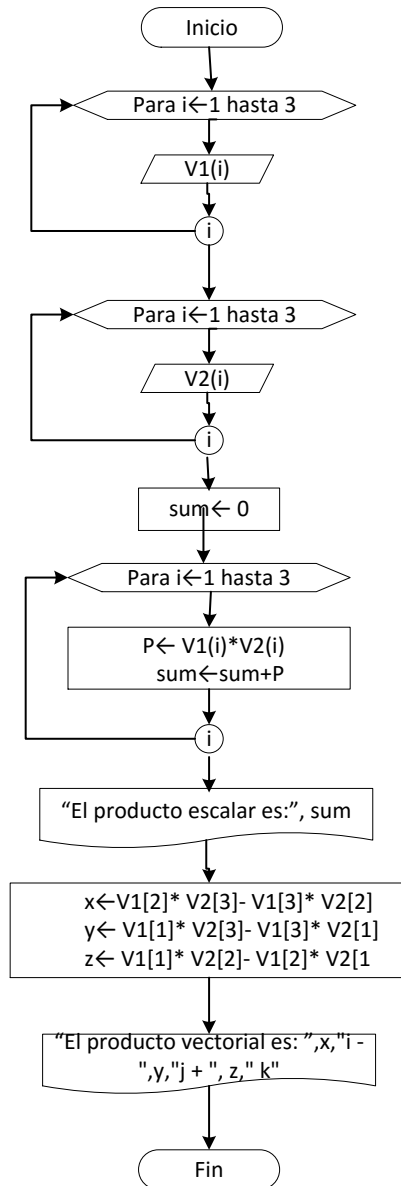 Inicio
Para i←1 hasta 3
V1(i)
i
Para i←1 hasta 3
V2(i)
i
sum← 0
Para i←1 hasta 3
P← V1(i)*V2(i)
sum←sum+P
i
“El producto escalar es:”, sum
x←V1[2]* V2[3]- V1[3]* V2[2]
y← V1[1]* V2[3]- V1[3]* V2[1]
z← V1[1]* V2[2]- V1[2]* V2[1
“El producto vectorial es: ”,x,"i -
",y,"j + ", z," k"
Fin